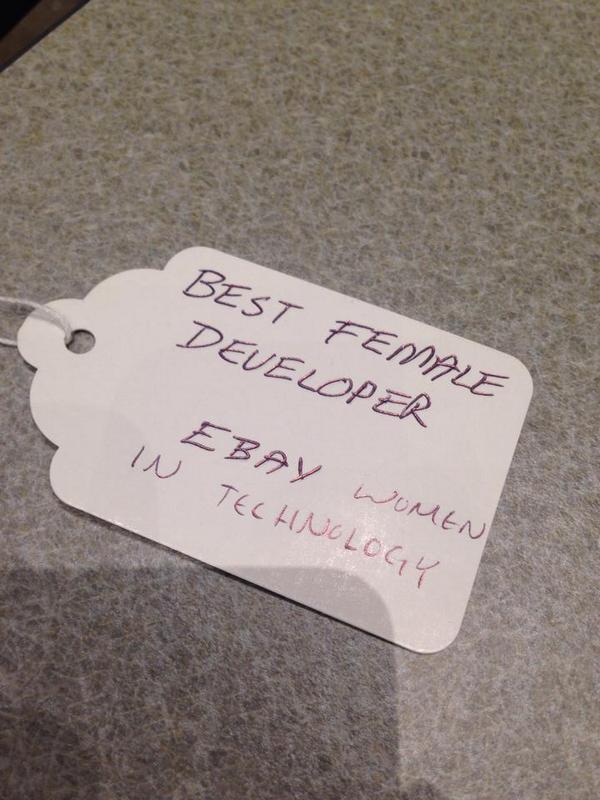 BEST FEMALE
DEVELOPER
EBAY WOMEN
IN TECHNOLOGY